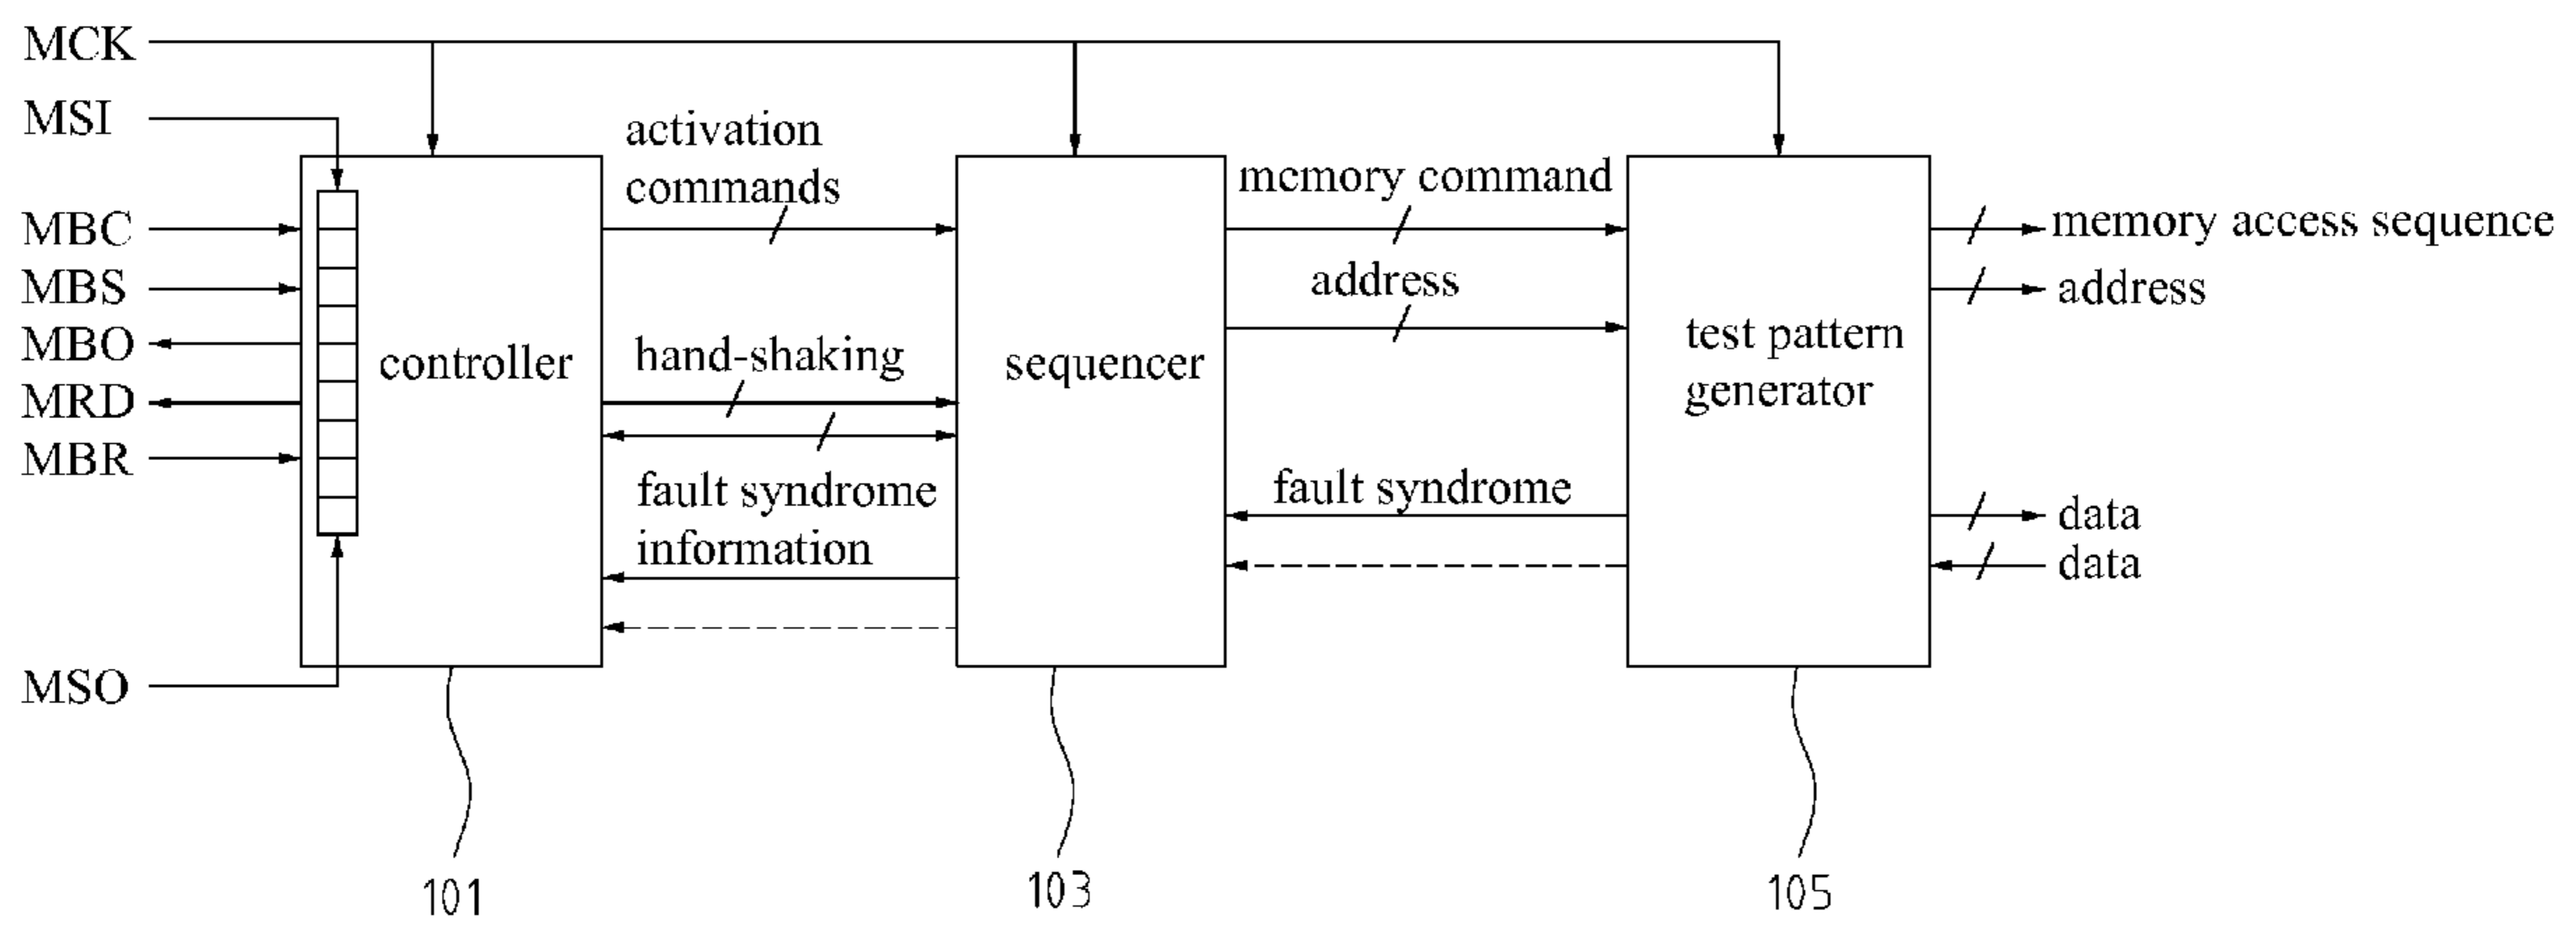 MCK
MSI
MBC
MBS
MBO
MRD
MBR
MSO
controller
activation
commands
hand-shaking
fault syndrome
information
sequencer
memory command
address
fault syndrome
test pattern
generator
memory access sequence
address
data
data
101
103
105